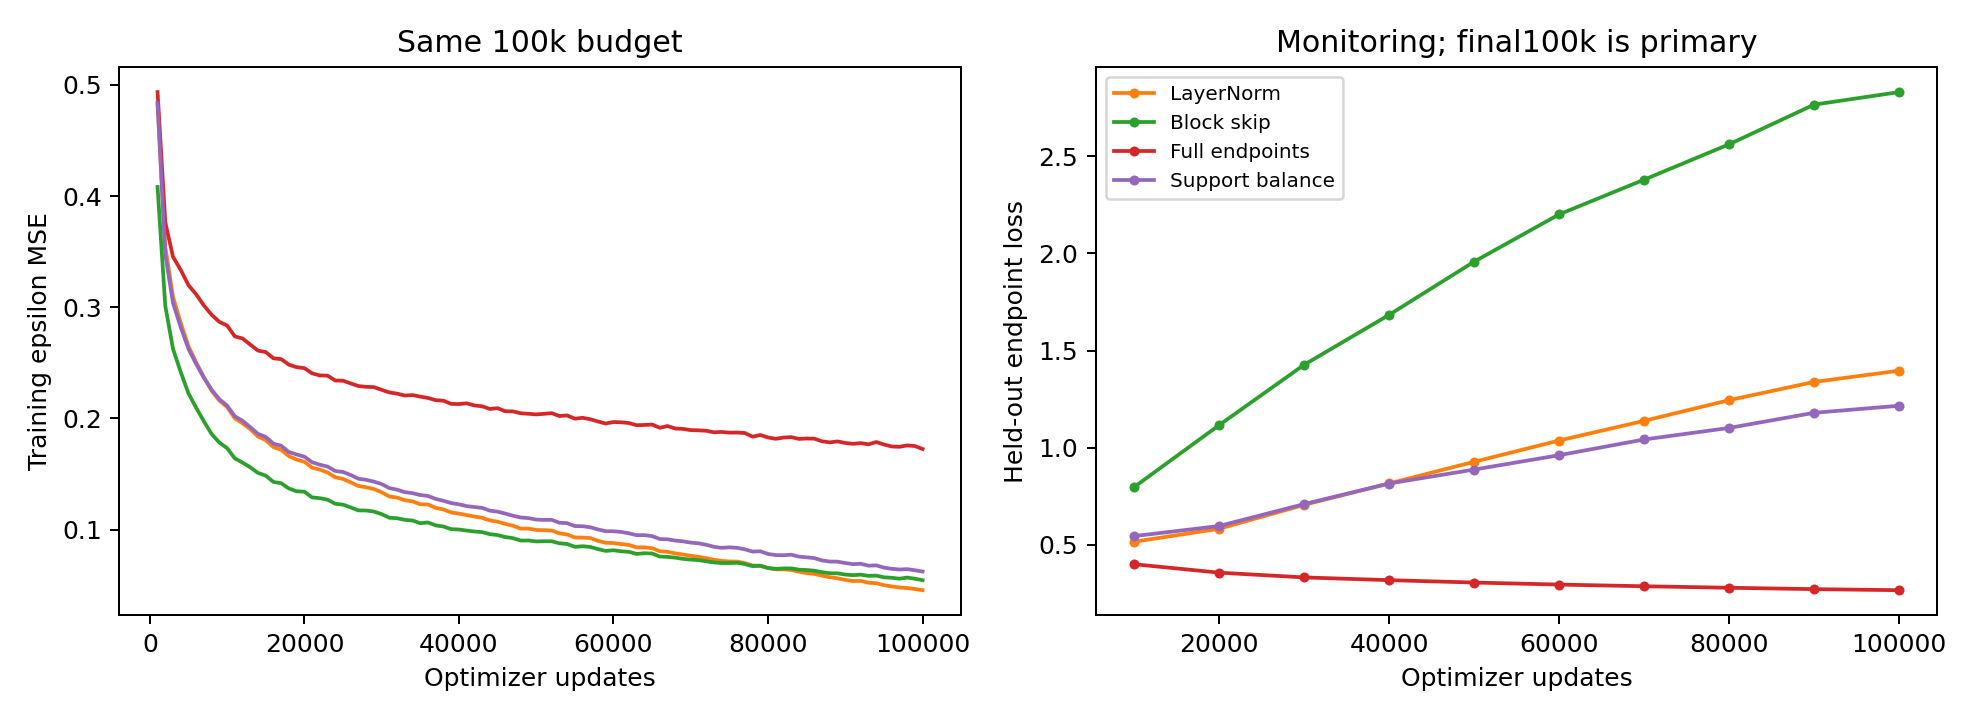 Same 100k budget
Training epsilon MSE
0.5
0.4
0.3
0.2
0.1
0 20000 40000 60000 80000 100000
Optimizer updates
Monitoring; final100k is primary
Held-out endpoint loss
LayerNorm
Block skip
Full endpoints
Support balance
2.5
2.0
1.5
1.0
0.5
20000 40000 60000 80000 100000
Optimizer updates